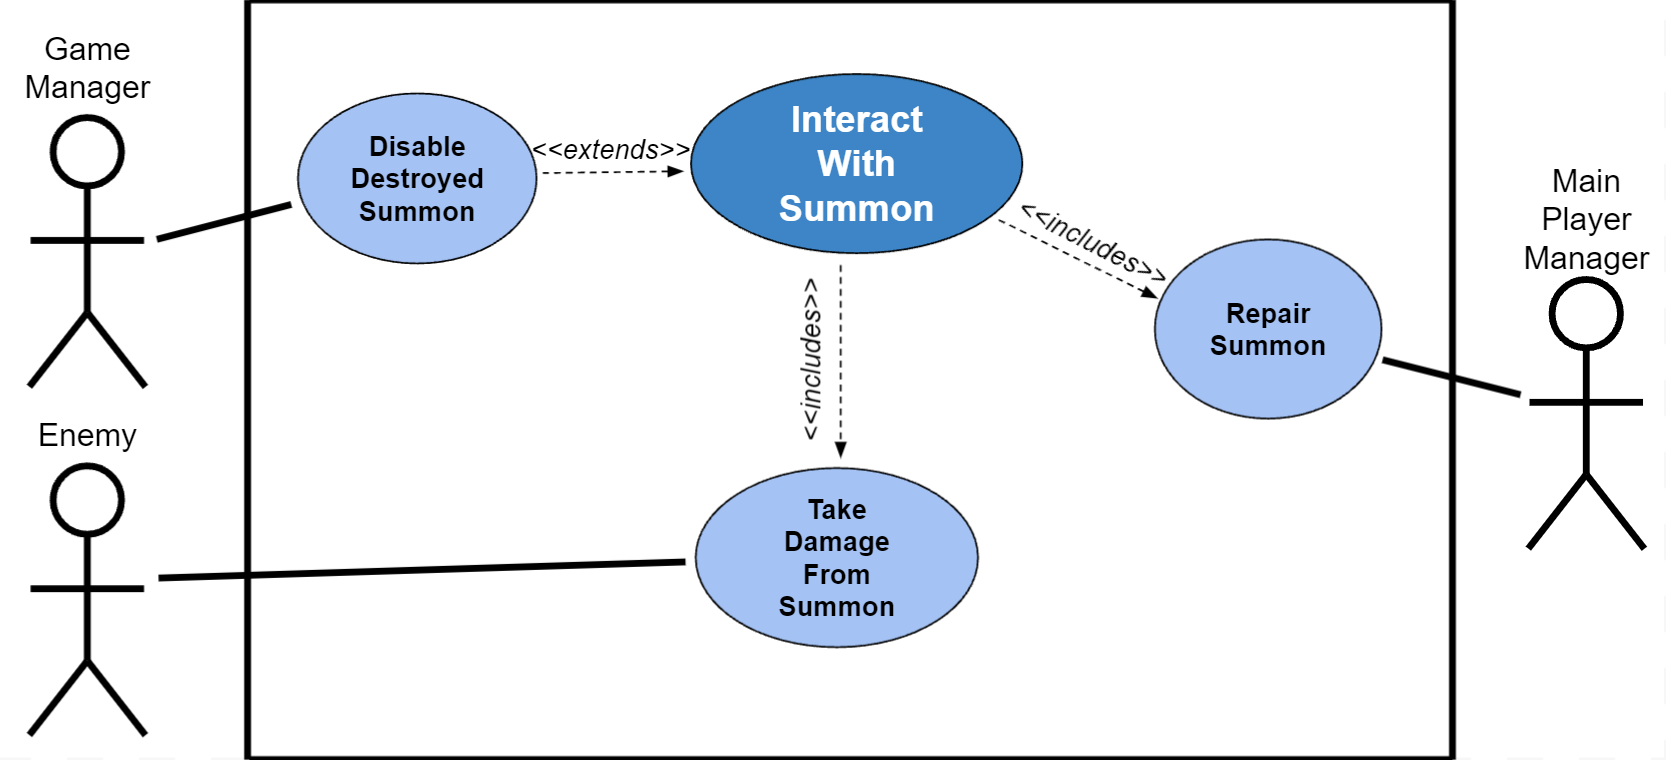 Game
Manager
Disable
Destroyed
Summon
<<extends>>
Interact
With
Summon
<<includes>>
Repair
Summon
Main
Player
Manager
Enemy
<<includes>>
Take
Damage
From
Summon